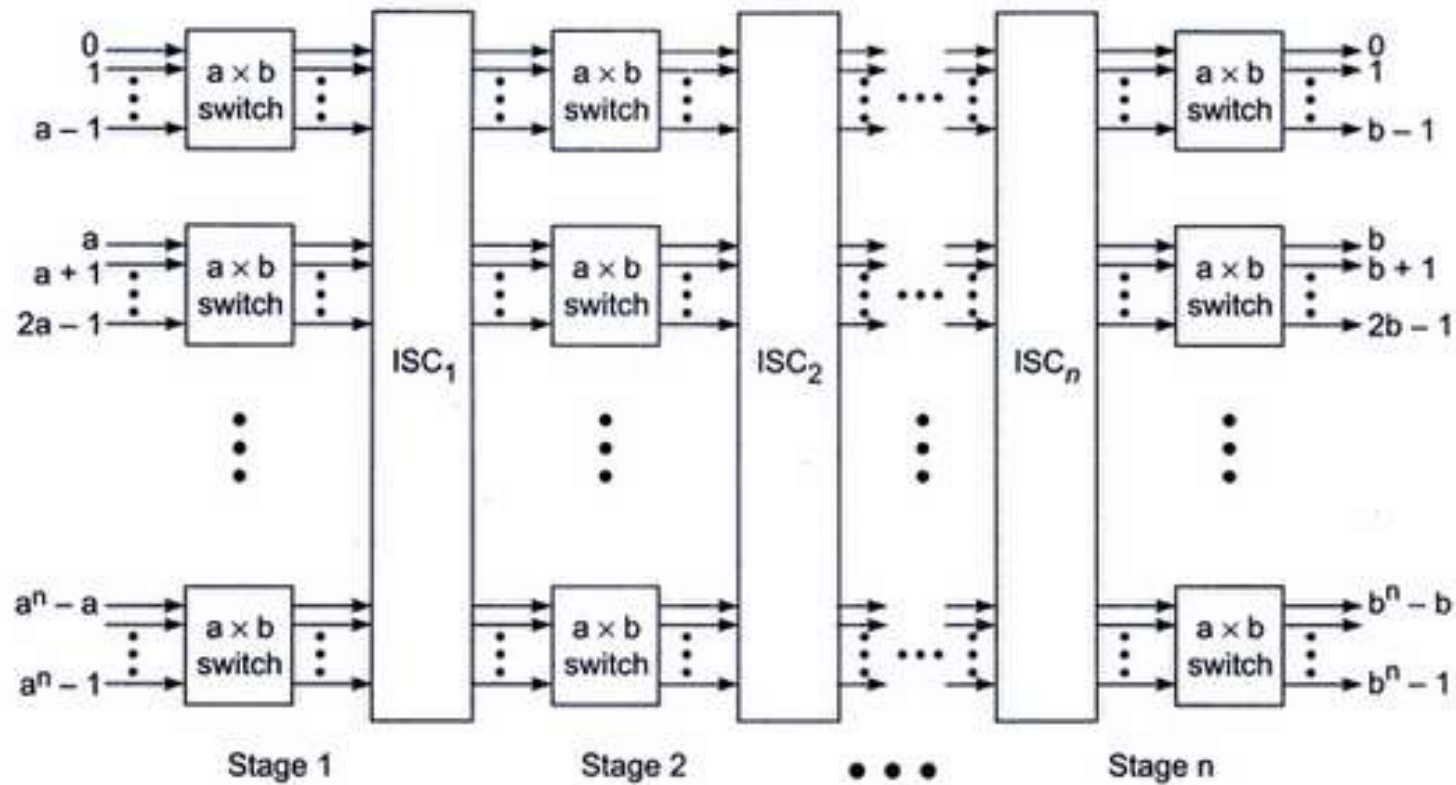 0
1
a – 1
a × b
switch
a × b
switch
a × b
switch
0
1
b – 1
a
a + 1
2a – 1
a × b
switch
a × b
switch
a × b
switch
b
b + 1
2b – 1
ISC₁
ISC₂
ISCₙ
aⁿ – a
aⁿ – 1
a × b
switch
a × b
switch
a × b
switch
bⁿ – b
bⁿ – 1
Stage 1
Stage 2
Stage n